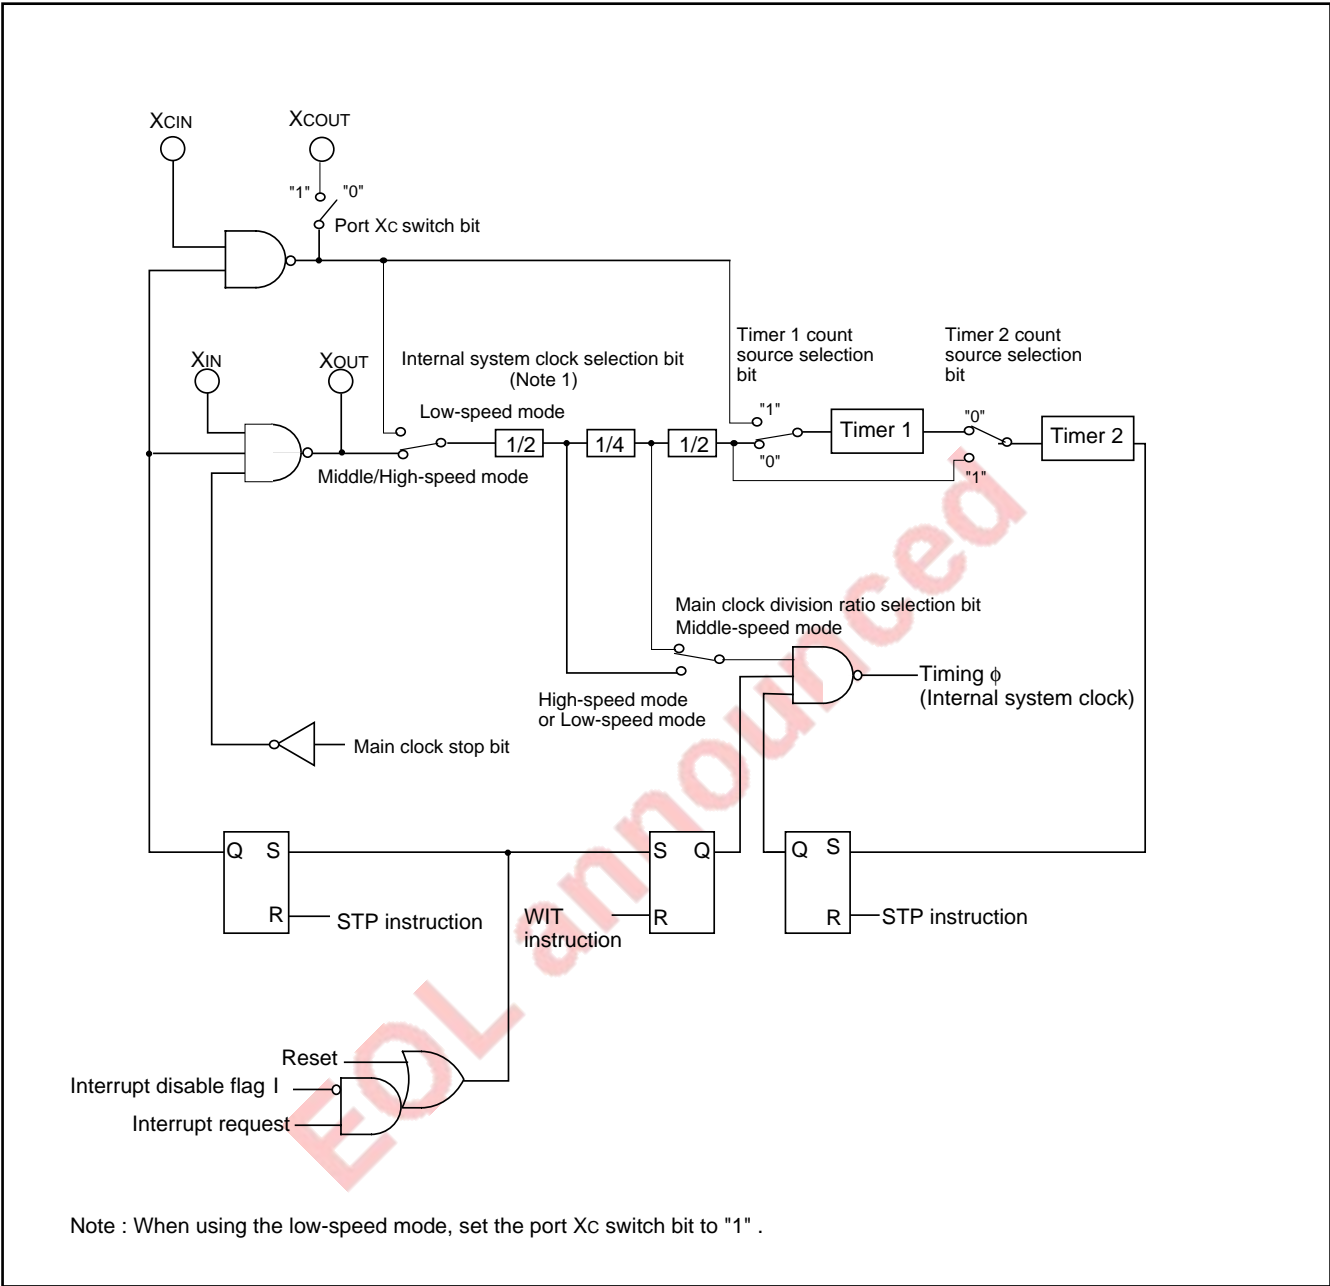 XCIN
XCOUT
"1" "0"
Port XC switch bit
XIN
XOUT
Internal system clock selection bit
(Note 1)
Low-speed mode
Middle/High-speed mode
1/2
1/4
1/2
Timer 1 count
source selection
bit
"1"
"0"
Timer 1
Timer 2 count
source selection
bit
"0"
"1"
Timer 2
Main clock division ratio selection bit
Middle-speed mode
High-speed mode
or Low-speed mode
Timing ϕ
(Internal system clock)
Main clock stop bit
Q S
R
STP instruction
S Q
R
WIT
instruction
Q S
R
STP instruction
Reset
Interrupt disable flag I
Interrupt request
EOL announced
Note : When using the low-speed mode, set the port XC switch bit to "1" .